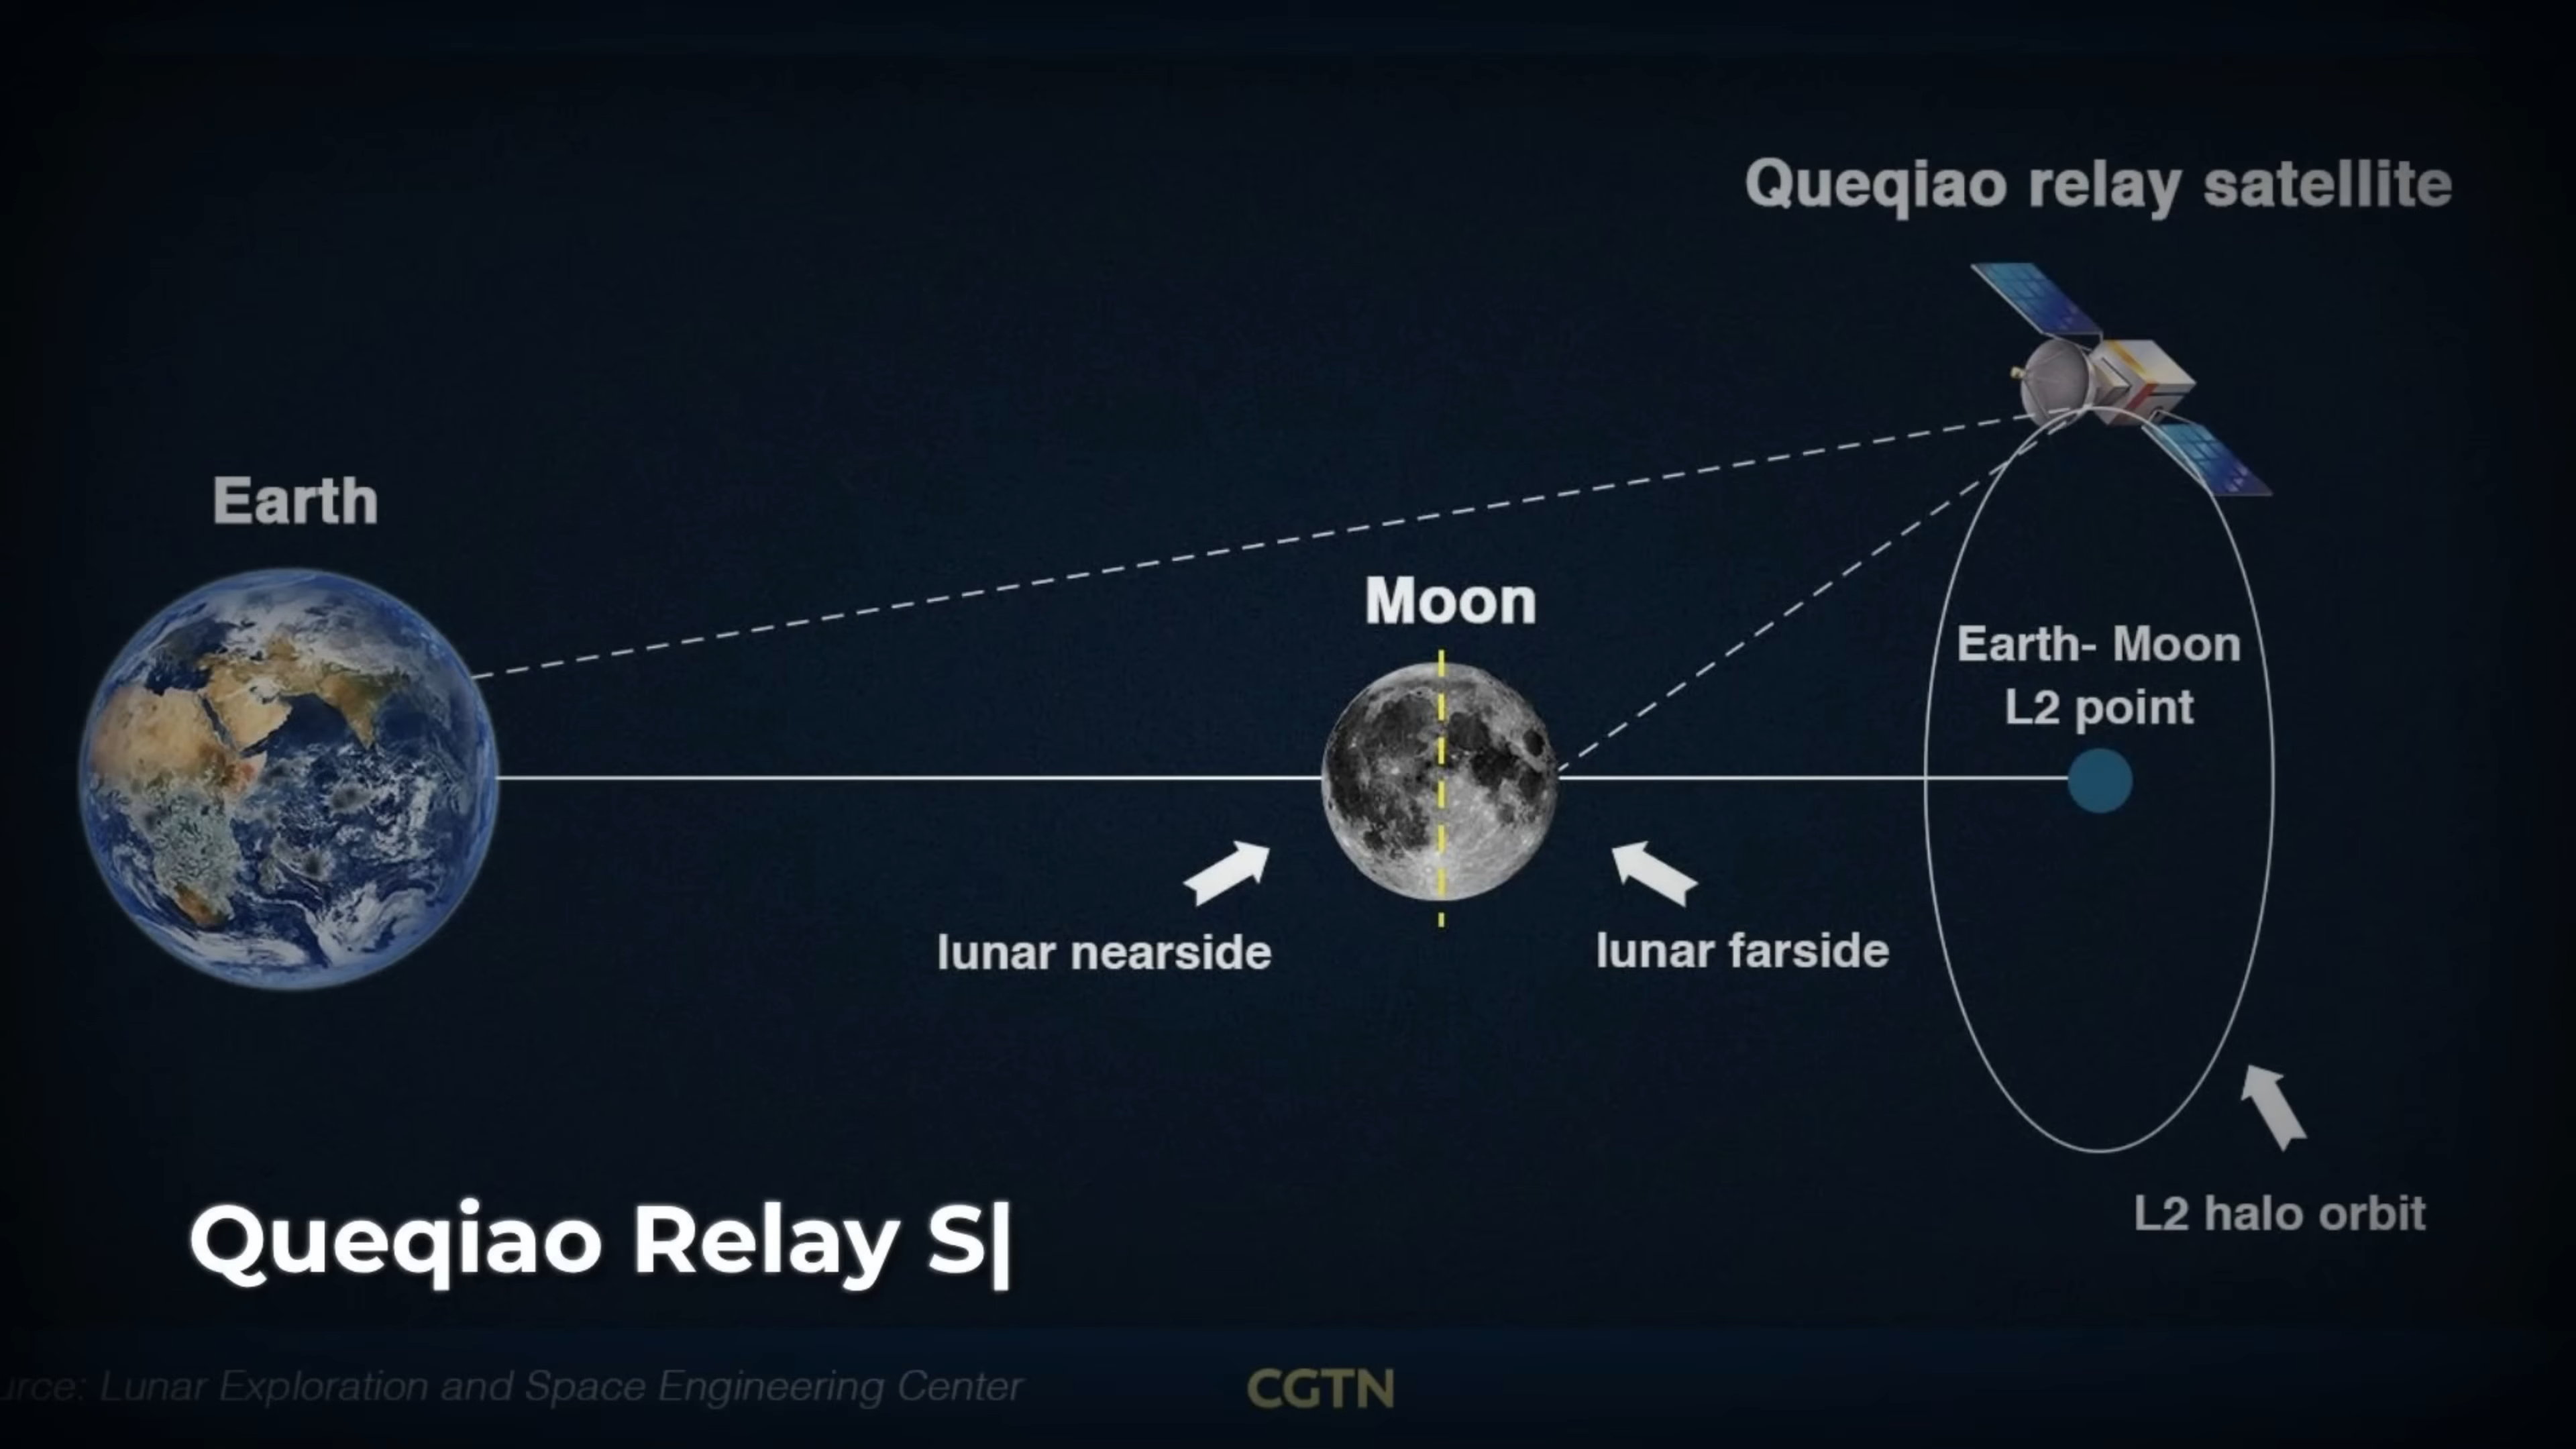 Queqiao relay satellite
Earth
Moon
Earth- Moon
L2 point
lunar nearside
lunar farside
L2 halo orbit
Queqiao Relay S|
Lunar Exploration and Space Engineering Center
CGTN